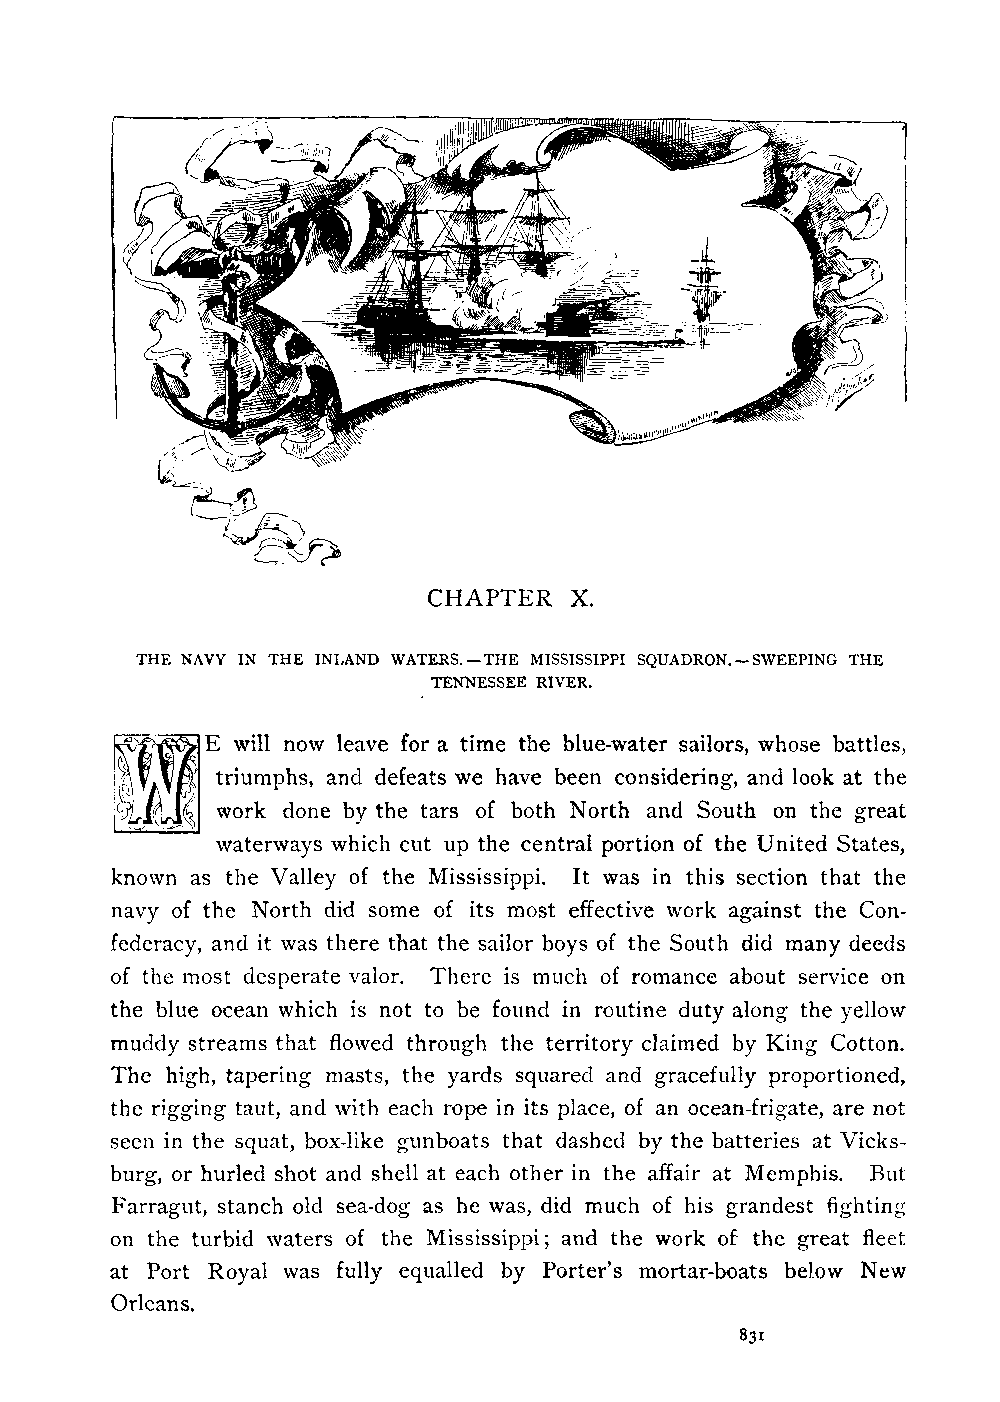 CHAPTER X.
THE NAVY IN THE INLAND WATERS.—THE MISSISSIPPI SQUADRON.—SWEEPING THE
TENNESSEE RIVER.
WE will now leave for a time the blue-water sailors, whose battles,
triumphs, and defeats we have been considering, and look at the
work done by the tars of both North and South on the great
waterways which cut up the central portion of the United States,
known as the Valley of the Mississippi. It was in this section that the
navy of the North did some of its most effective work against the Con-
federacy, and it was there that the sailor boys of the South did many deeds
of the most desperate valor. There is much of romance about service on
the blue ocean which is not to be found in routine duty along the yellow
muddy streams that flowed through the territory claimed by King Cotton.
The high, tapering masts, the yards squared and gracefully proportioned,
the rigging taut, and with each rope in its place, of an ocean-frigate, are not
seen in the squat, box-like gunboats that dashed by the batteries at Vicks-
burg, or hurled shot and shell at each other in the affair at Memphis. But
Farragut, stanch old sea-dog as he was, did much of his grandest fighting
on the turbid waters of the Mississippi; and the work of the great fleet
at Port Royal was fully equalled by Porter's mortar-boats below New
Orleans.
831